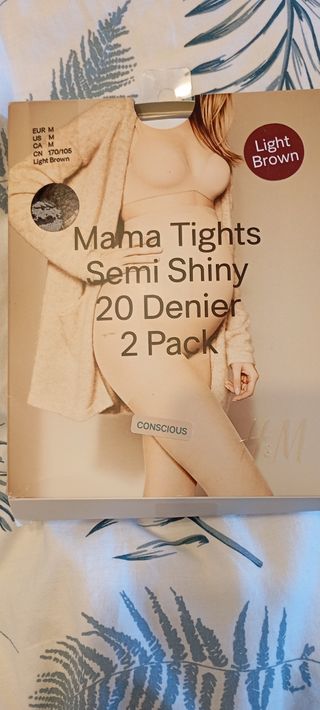 EUR M
US M
CA M
CN 170/105
Light Brown
Light
Brown
Mama Tights
Semi Shiny
20 Denier
2 Pack
CONSCIOUS
H&M